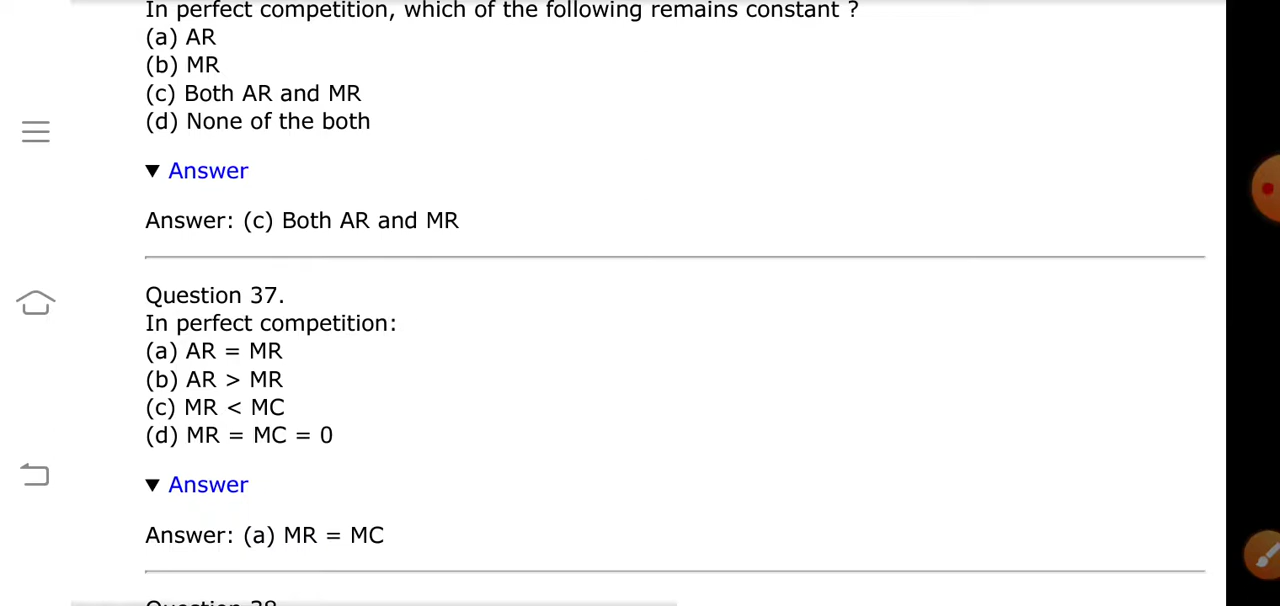 In perfect competition, which of the following remains constant ?
(a) AR
(b) MR
(c) Both AR and MR
(d) None of the both
▼ Answer
Answer: (c) Both AR and MR
Question 37.
In perfect competition:
(a) AR = MR
(b) AR > MR
(c) MR < MC
(d) MR = MC = 0
▼ Answer
Answer: (a) MR = MC
Question 38